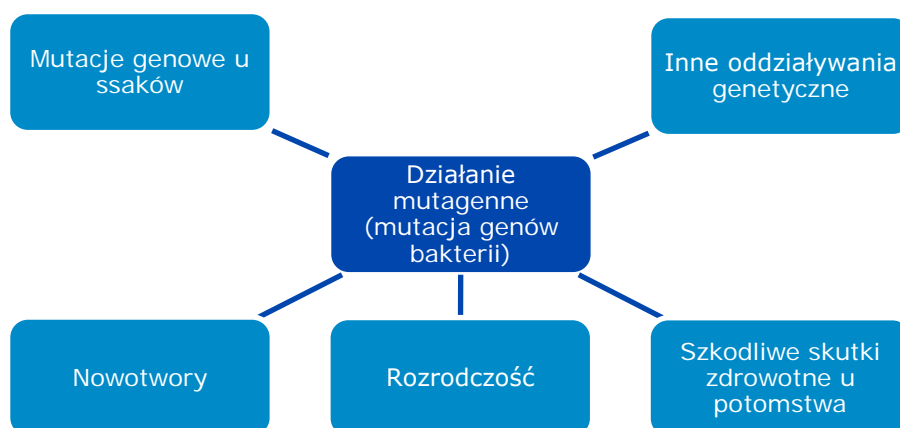 Mutacje genowe u
ssaków
Inne oddziaływania
genetyczne
Działanie
mutagenne
(mutacja genów
bakterii)
Nowotwory
Rozrodczość
Szkodliwe skutki
zdrowotne u
potomstwa